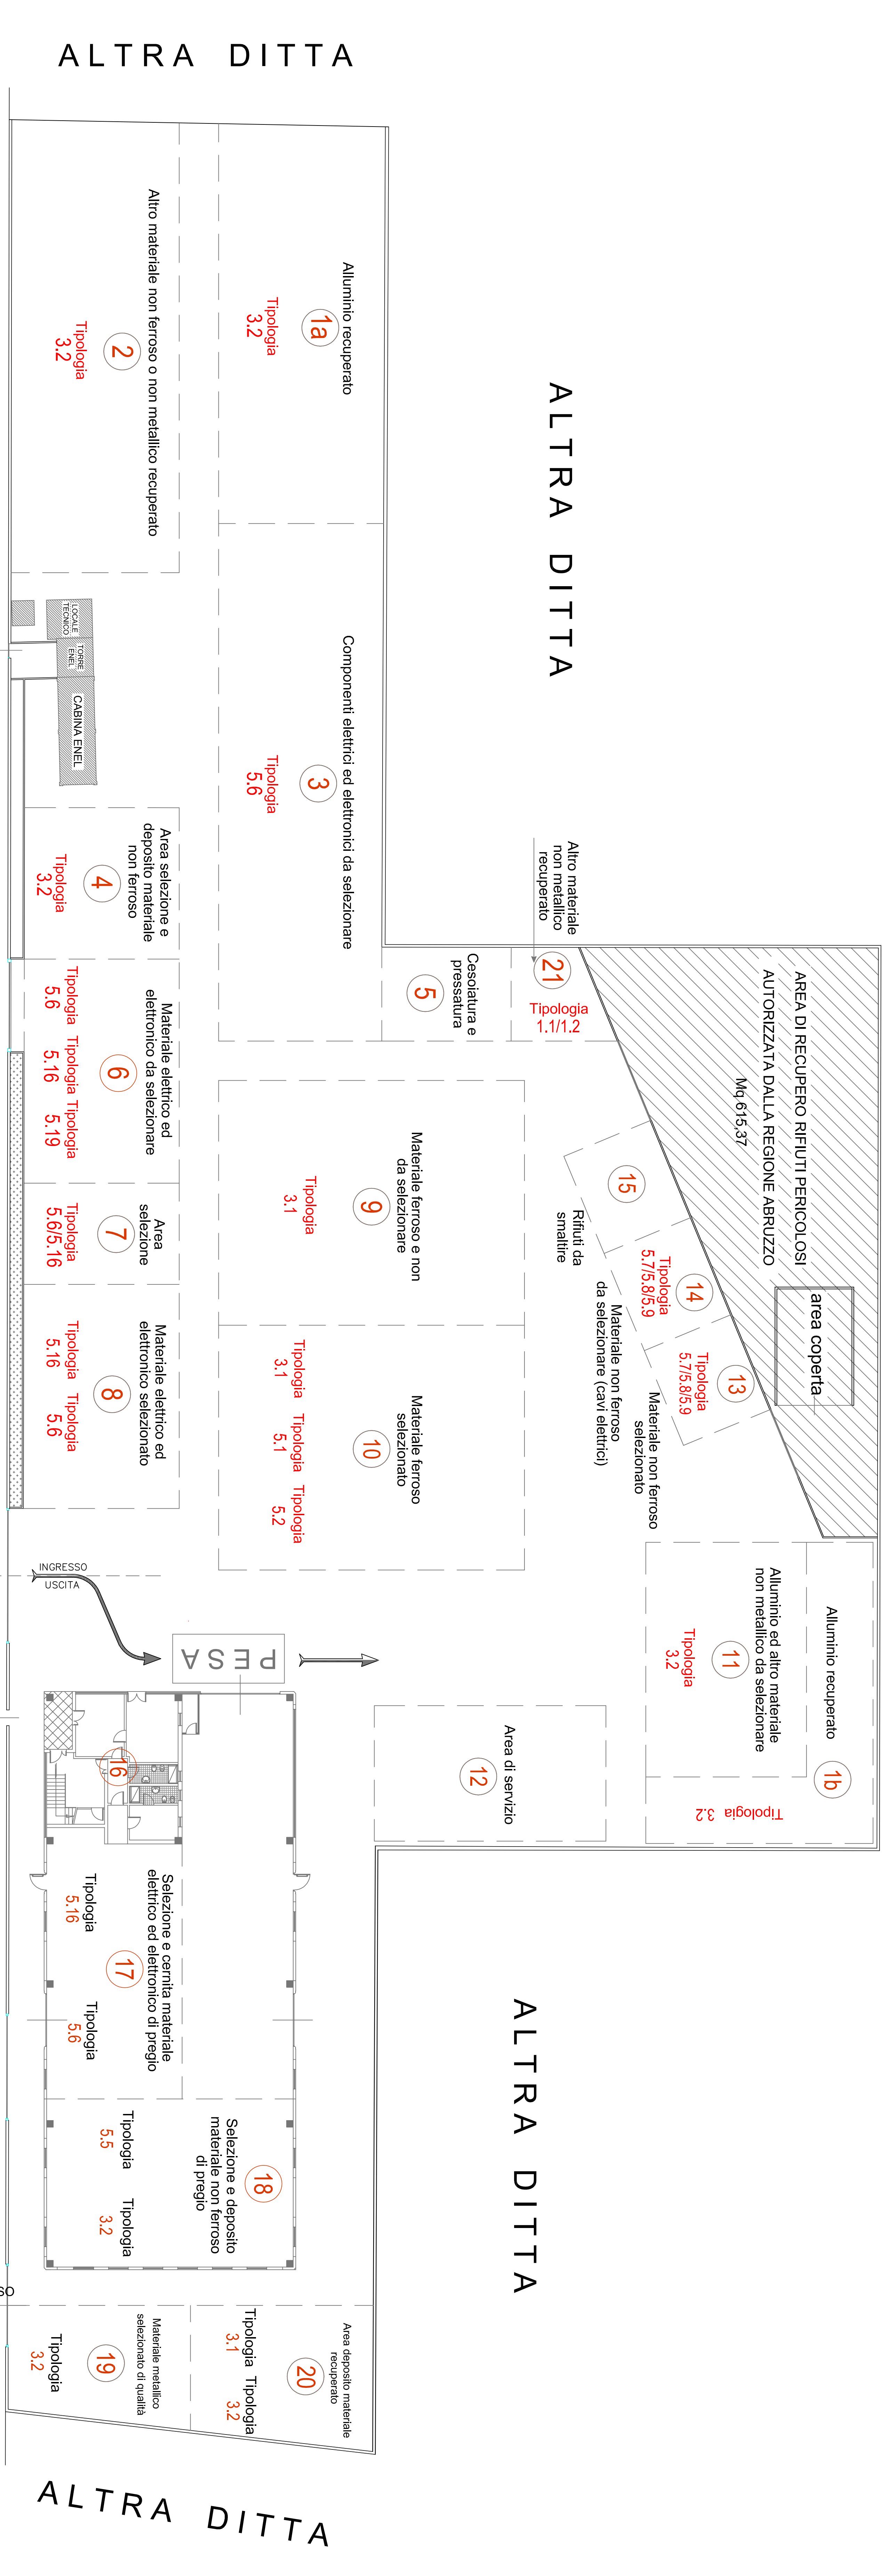 ALTRA DITTA
Alluminio recuperato
1a
Tipologia
3.2
Altro materiale non ferroso o non metallico recuperato
2
Tipologia
3.2
ALTRA DITTA
LOCALE
TECNICO
TORRE
ENEL
CABINA ENEL
Componenti elettrici ed elettronici da selezionare
3
Tipologia
5.6
Area selezione e
deposito materiale
non ferroso
4
Tipologia
3.2
Altro materiale
non metallico
recuperato
21
Tipologia
1.1/1.2
Cesoiatura e
pressatura
5
AREA DI RECUPERO RIFIUTI PERICOLOSI
AUTORIZZATA DALLA REGIONE ABRUZZO
Mq 615,37
area coperta
Materiale elettrico ed
elettronico da selezionare
6
Tipologia
5.6
Tipologia
5.16
Tipologia
5.19
Area
selezione
7
Tipologia
5.6/5.16
Materiale elettrico ed
elettronico selezionato
8
Tipologia
5.16
Tipologia
5.6
Materiale ferroso e non
da selezionare
9
Tipologia
3.1
Materiale ferroso
selezionato
10
Tipologia
3.1
Tipologia
5.1
Tipologia
5.2
15
Rifiuti da
smaltire
14
Tipologia
5.7/5.8/5.9
Materiale non ferroso
da selezionare (cavi elettrici)
13
Tipologia
5.7/5.8/5.9
Materiale non ferroso
selezionato
INGRESSO
USCITA
PESA
Alluminio ed altro materiale
non metallico da selezionare
11
Tipologia
3.2
Alluminio recuperato
1b
Tipologia 3.2
Area di servizio
12
16
Selezione e cernita materiale
elettrico ed elettronico di pregio
17
Tipologia
5.16
Tipologia
5.6
ALTRA DITTA
18
Selezione e deposito
materiale non ferroso
di pregio
Tipologia
5.5
Tipologia
3.2
SO
Materiale metallico
selezionato di qualità
19
Tipologia
3.2
Area deposito materiale
recuperato
20
Tipologia
3.1
Tipologia
3.2
ALTRA DITTA